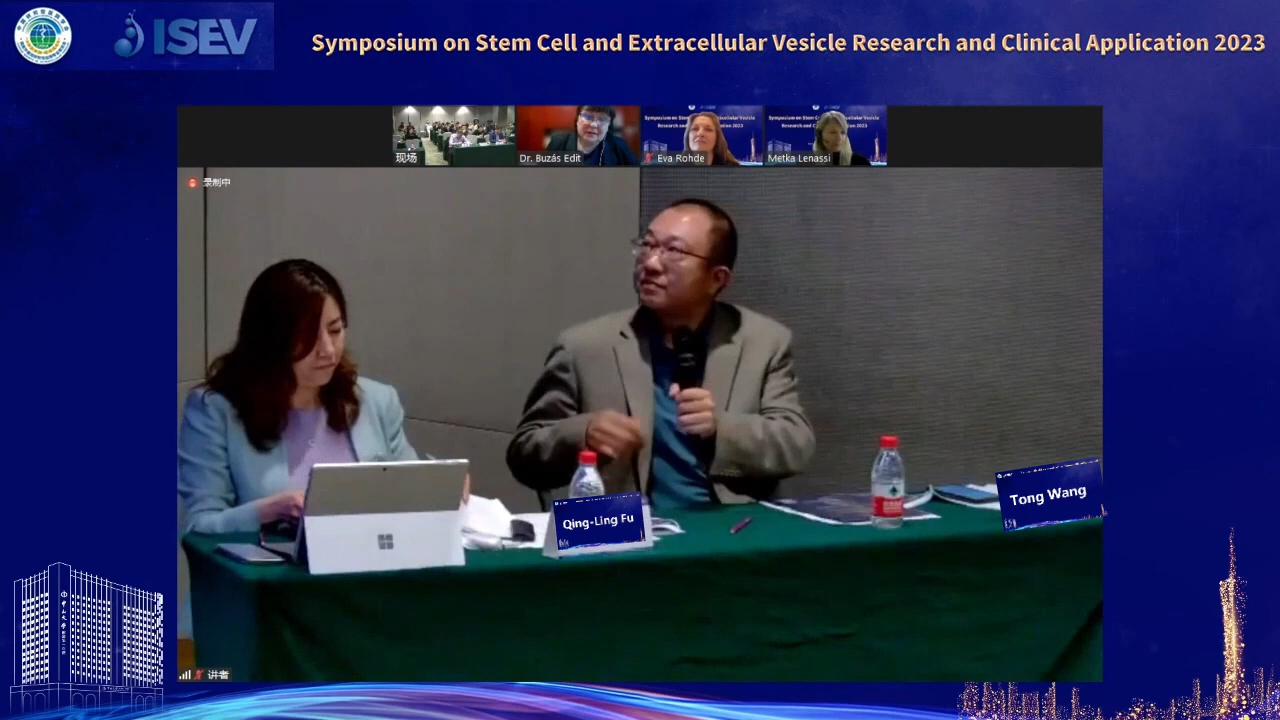 ISEV
Symposium on Stem Cell and Extracellular Vesicle Research and Clinical Application 2023
现场
Dr. Buzás Edit
Eva Rohde
Metka Lenassi
录制中
Qing-Ling Fu
Tong Wang
讲者